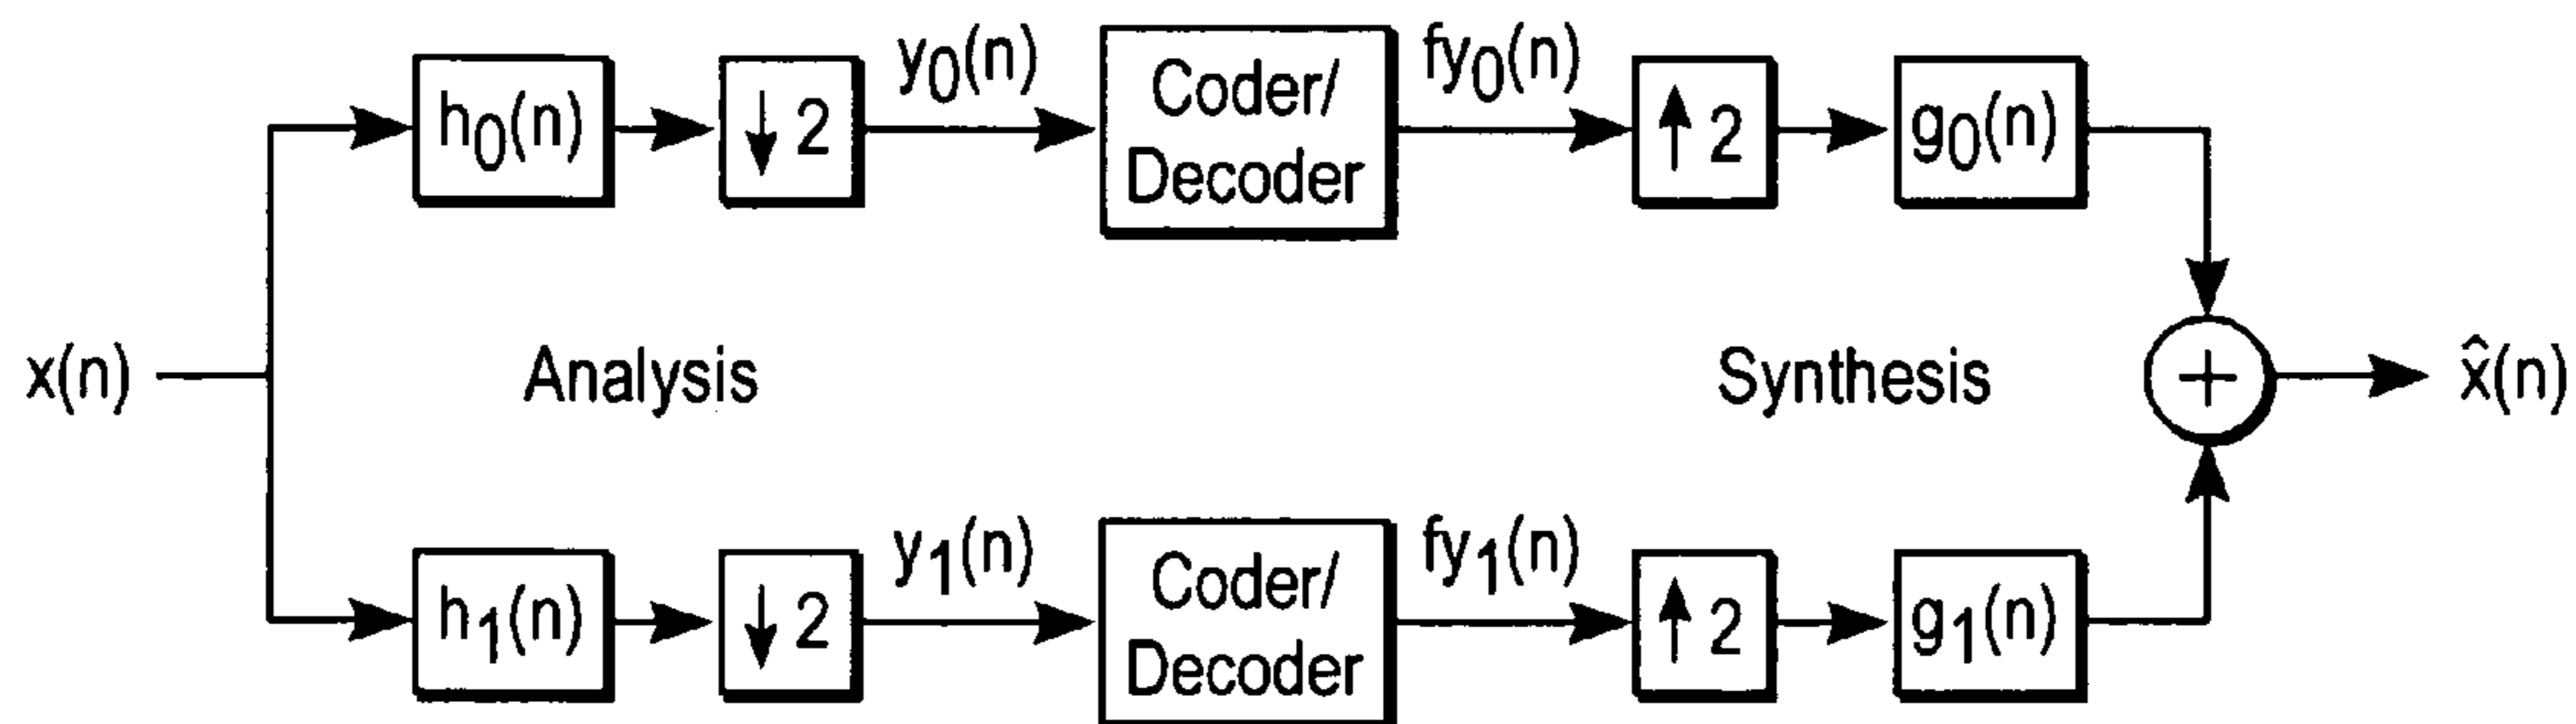 h₀(n)
↓ 2
y₀(n)
Coder/
Decoder
fy₀(n)
↑ 2
g₀(n)
x(n)
Analysis
Synthesis
+
x̂(n)
h₁(n)
↓ 2
y₁(n)
Coder/
Decoder
fy₁(n)
↑ 2
g₁(n)